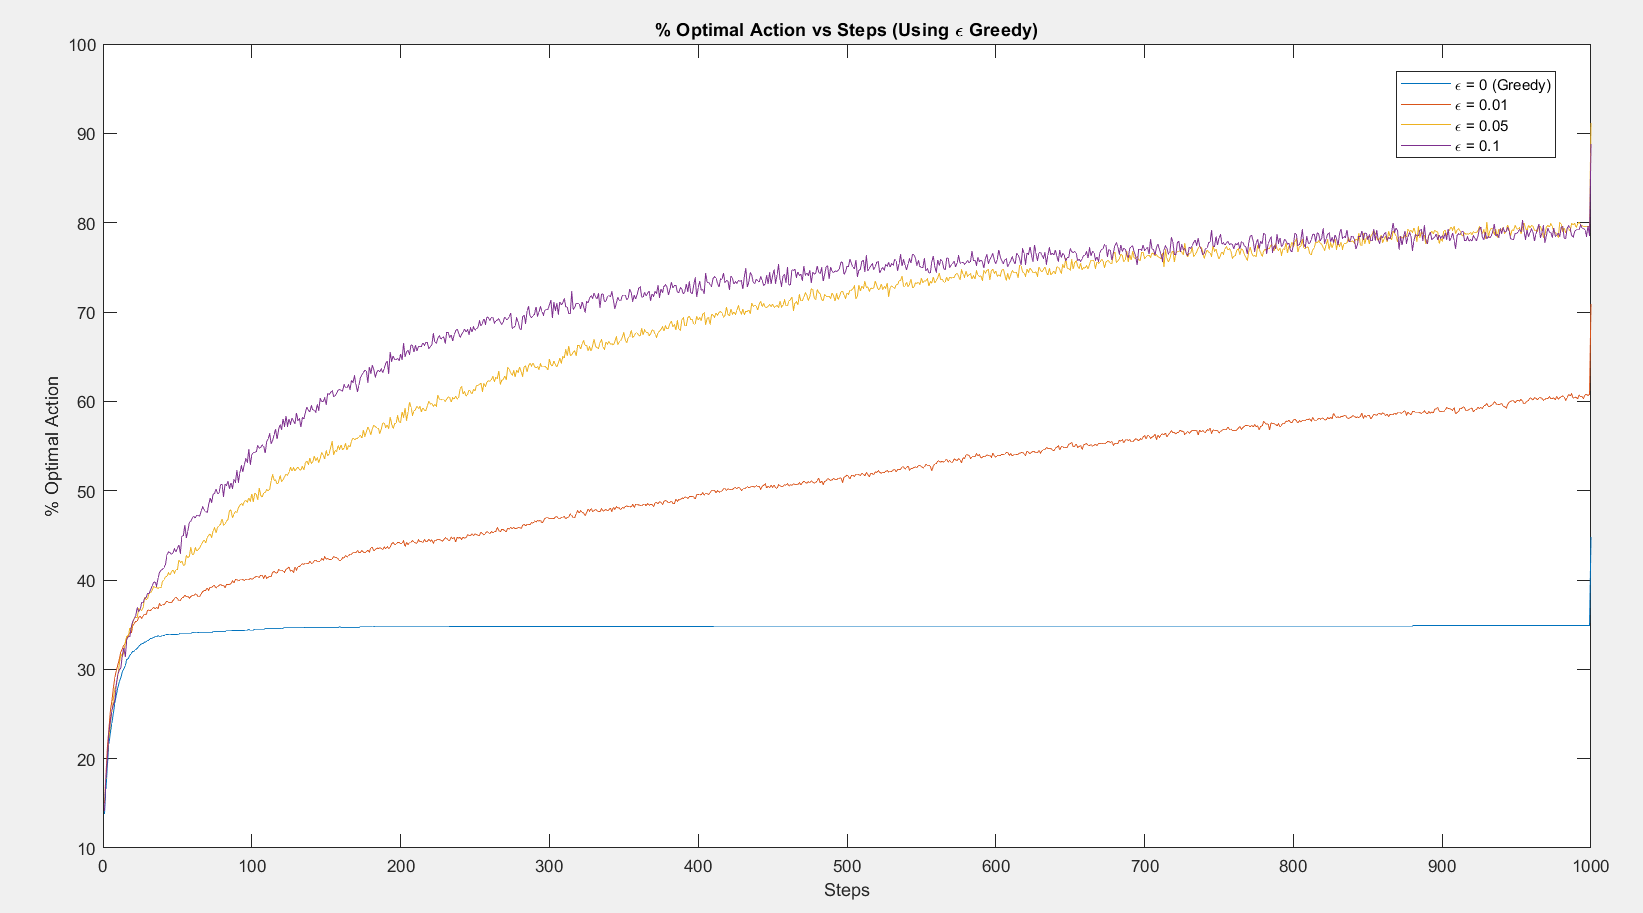 % Optimal Action vs Steps (Using ϵ Greedy)
100
90
80
70
60
50
40
30
20
10
% Optimal Action
ϵ = 0 (Greedy)
ϵ = 0.01
ϵ = 0.05
ϵ = 0.1
0 100 200 300 400 500 600 700 800 900 1000
Steps